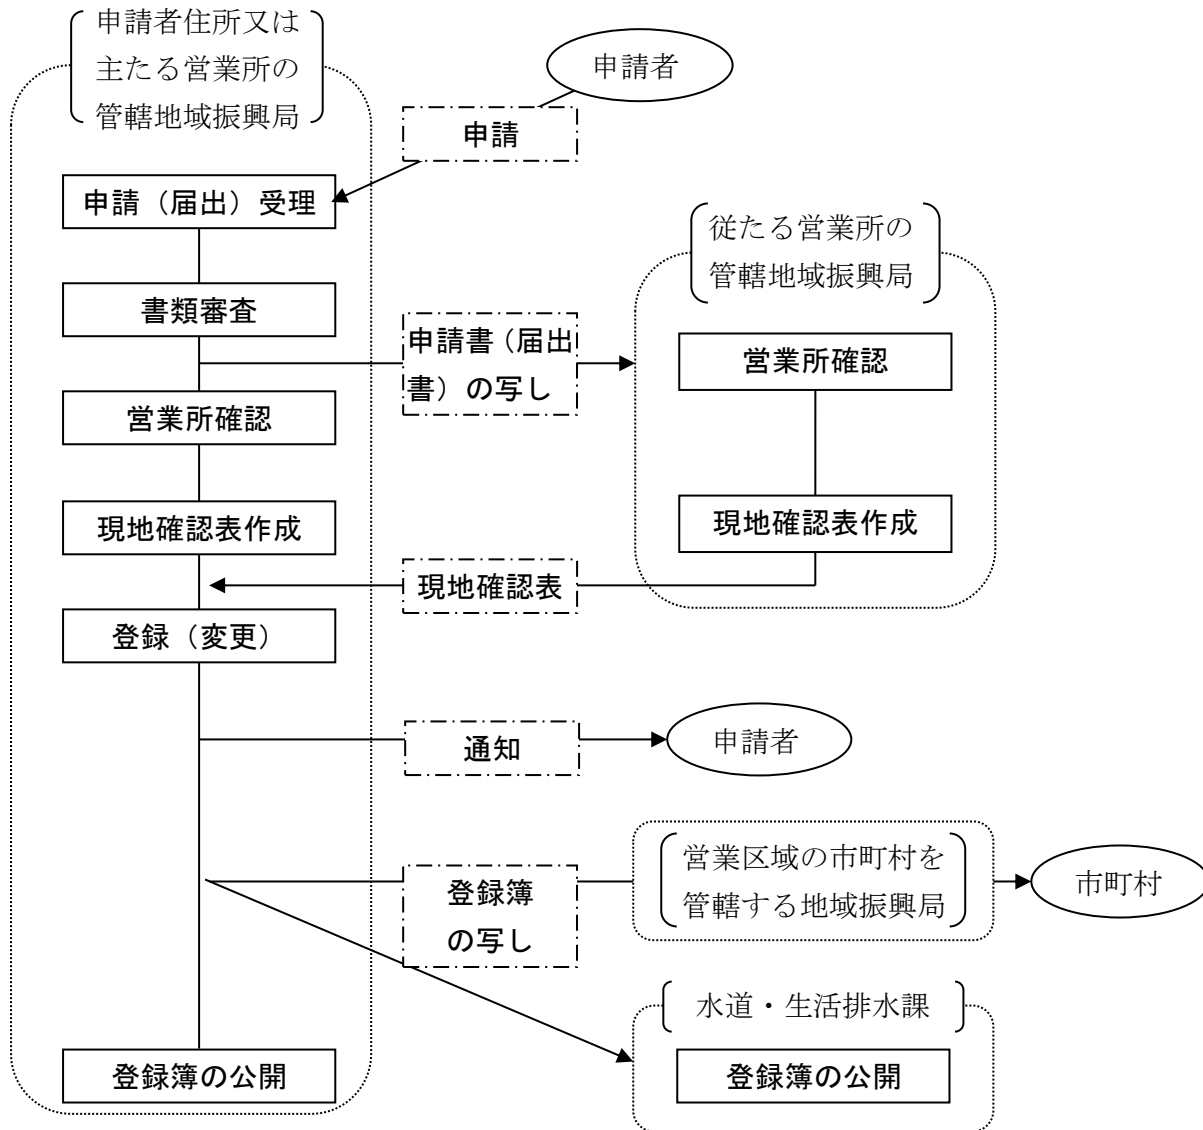 申請者住所又は
主たる営業所の
管轄地域振興局
申請者
申請
申請（届出）受理
従たる営業所の
管轄地域振興局
書類審査
申請書（届出
書）の写し
営業所確認
営業所確認
現地確認表作成
現地確認表作成
現地確認表
登録（変更）
通知
申請者
登録簿
の写し
営業区域の市町村を
管轄する地域振興局
市町村
水道・生活排水課
登録簿の公開
登録簿の公開